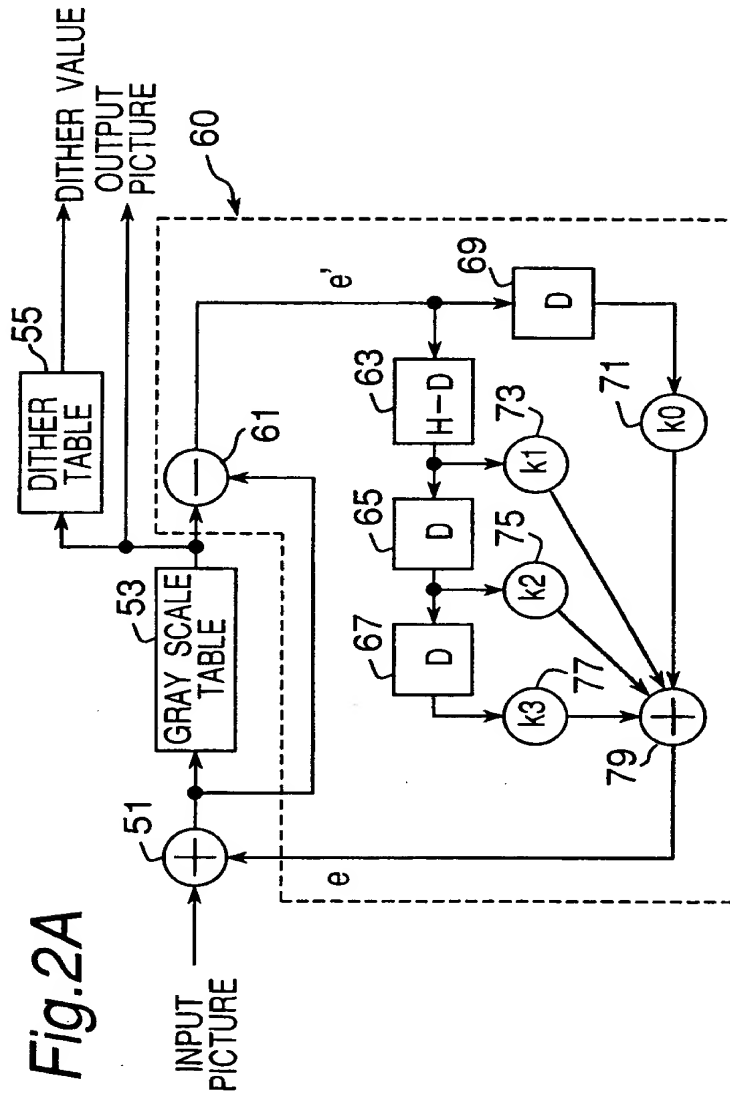 Fig.2A
INPUT
PICTURE
51
+
e
53
GRAY SCALE
TABLE
55
DITHER
TABLE
DITHER VALUE
OUTPUT
PICTURE
60
61
−
e'
63
H-D
65
D
67
D
69
D
71
k0
73
k1
75
k2
77
k3
79
+